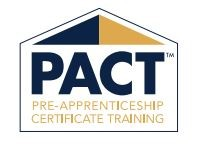 PACT™
PRE-APPRENTICESHIP
CERTIFICATE TRAINING